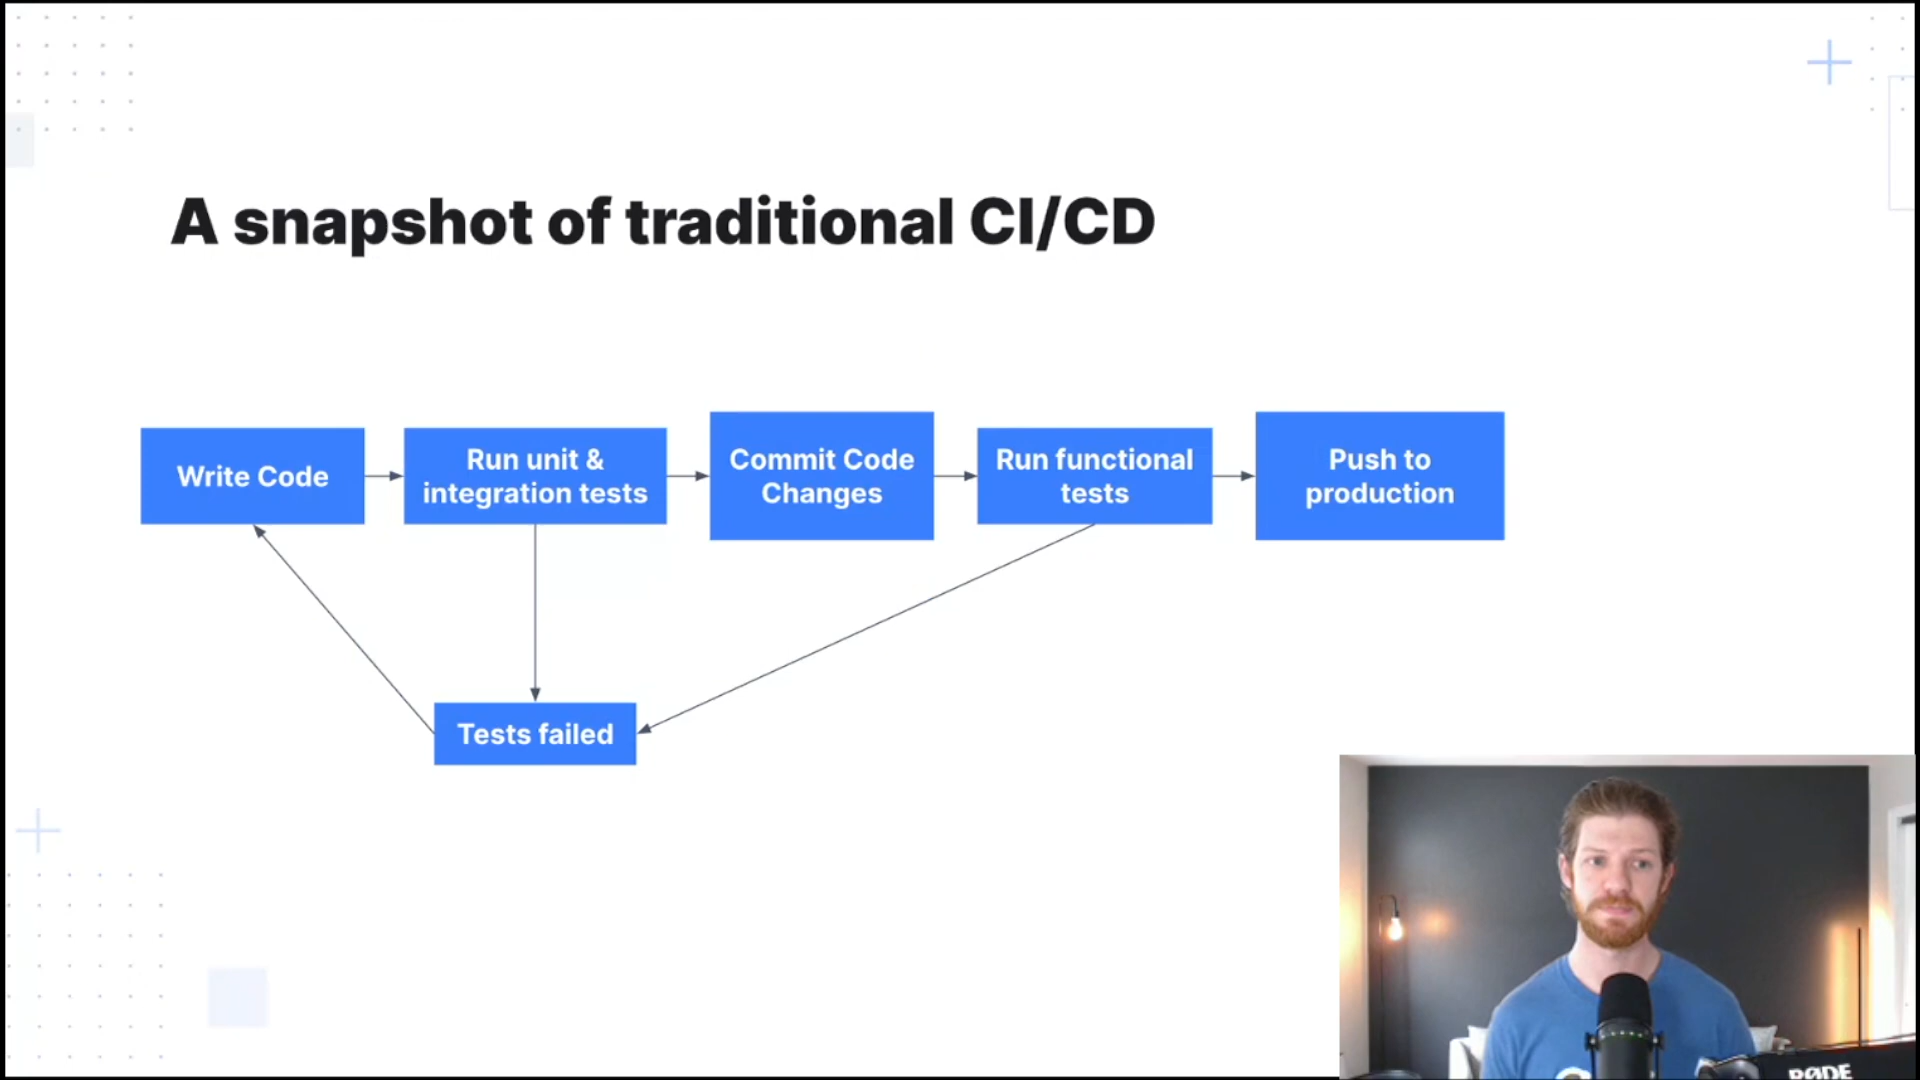 A snapshot of traditional CI/CD
Write Code
Run unit &
integration tests
Commit Code
Changes
Run functional
tests
Push to
production
Tests failed
RØDE